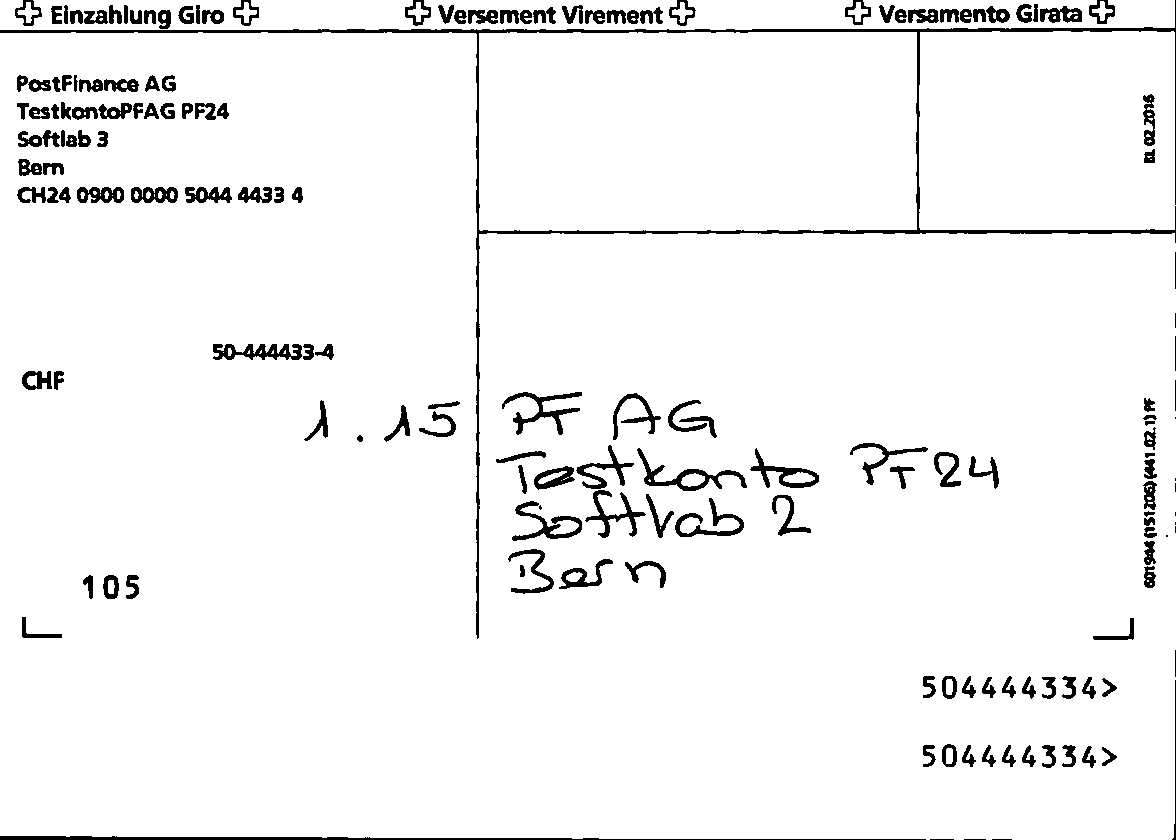 Einzahlung Giro
Versement Virement
Versamento Girata
PostFinance AG
TestkontoPFAG PF24
Softlab 3
Bern
CH24 0900 0000 5044 4433 4
EL 02.2016
50-444433-4
CHF
1.15
PF AG
Testkonto PF24
Softlab 2
Bern
105
601944 (151206) (441.02.1) PF
504444334>
504444334>